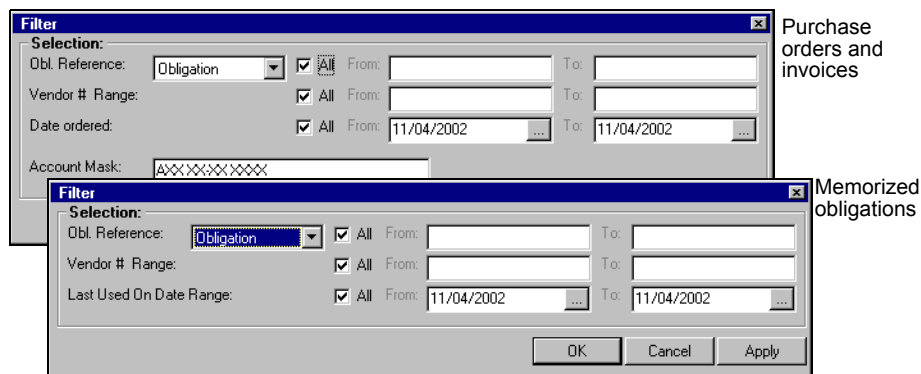 Filter
Purchase
orders and
invoices
Selection:
Obl. Reference: Obligation All From: To:
Vendor # Range: All From: To:
Date ordered: All From: 11/04/2002 ... To: 11/04/2002 ...
Account Mask: AXX XX-XX XXXX
Filter
Memorized
obligations
Selection:
Obl. Reference: Obligation All From: To:
Vendor # Range: All From: To:
Last Used On Date Range: All From: 11/04/2002 ... To: 11/04/2002 ...
OK Cancel Apply